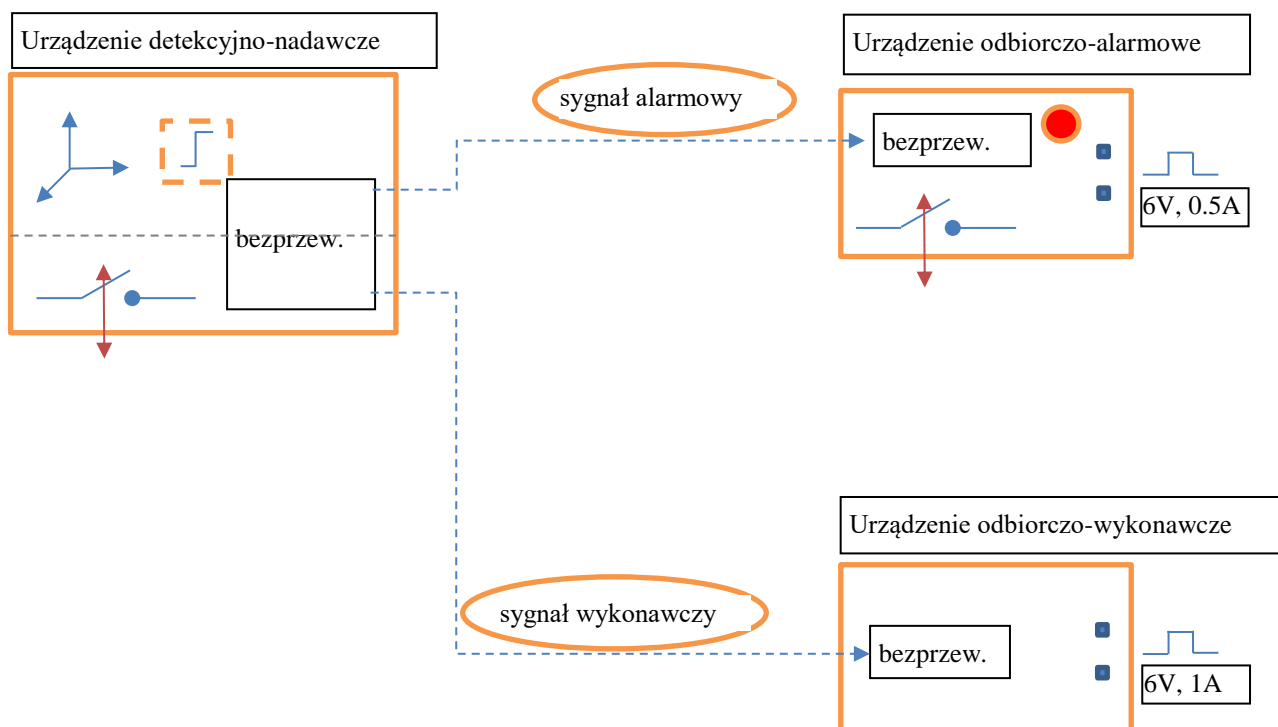 Urządzenie detekcyjno-nadawcze
Urządzenie odbiorczo-alarmowe
sygnał alarmowy
bezprzew.
bezprzew.
6V, 0.5A
Urządzenie odbiorczo-wykonawcze
sygnał wykonawczy
bezprzew.
6V, 1A